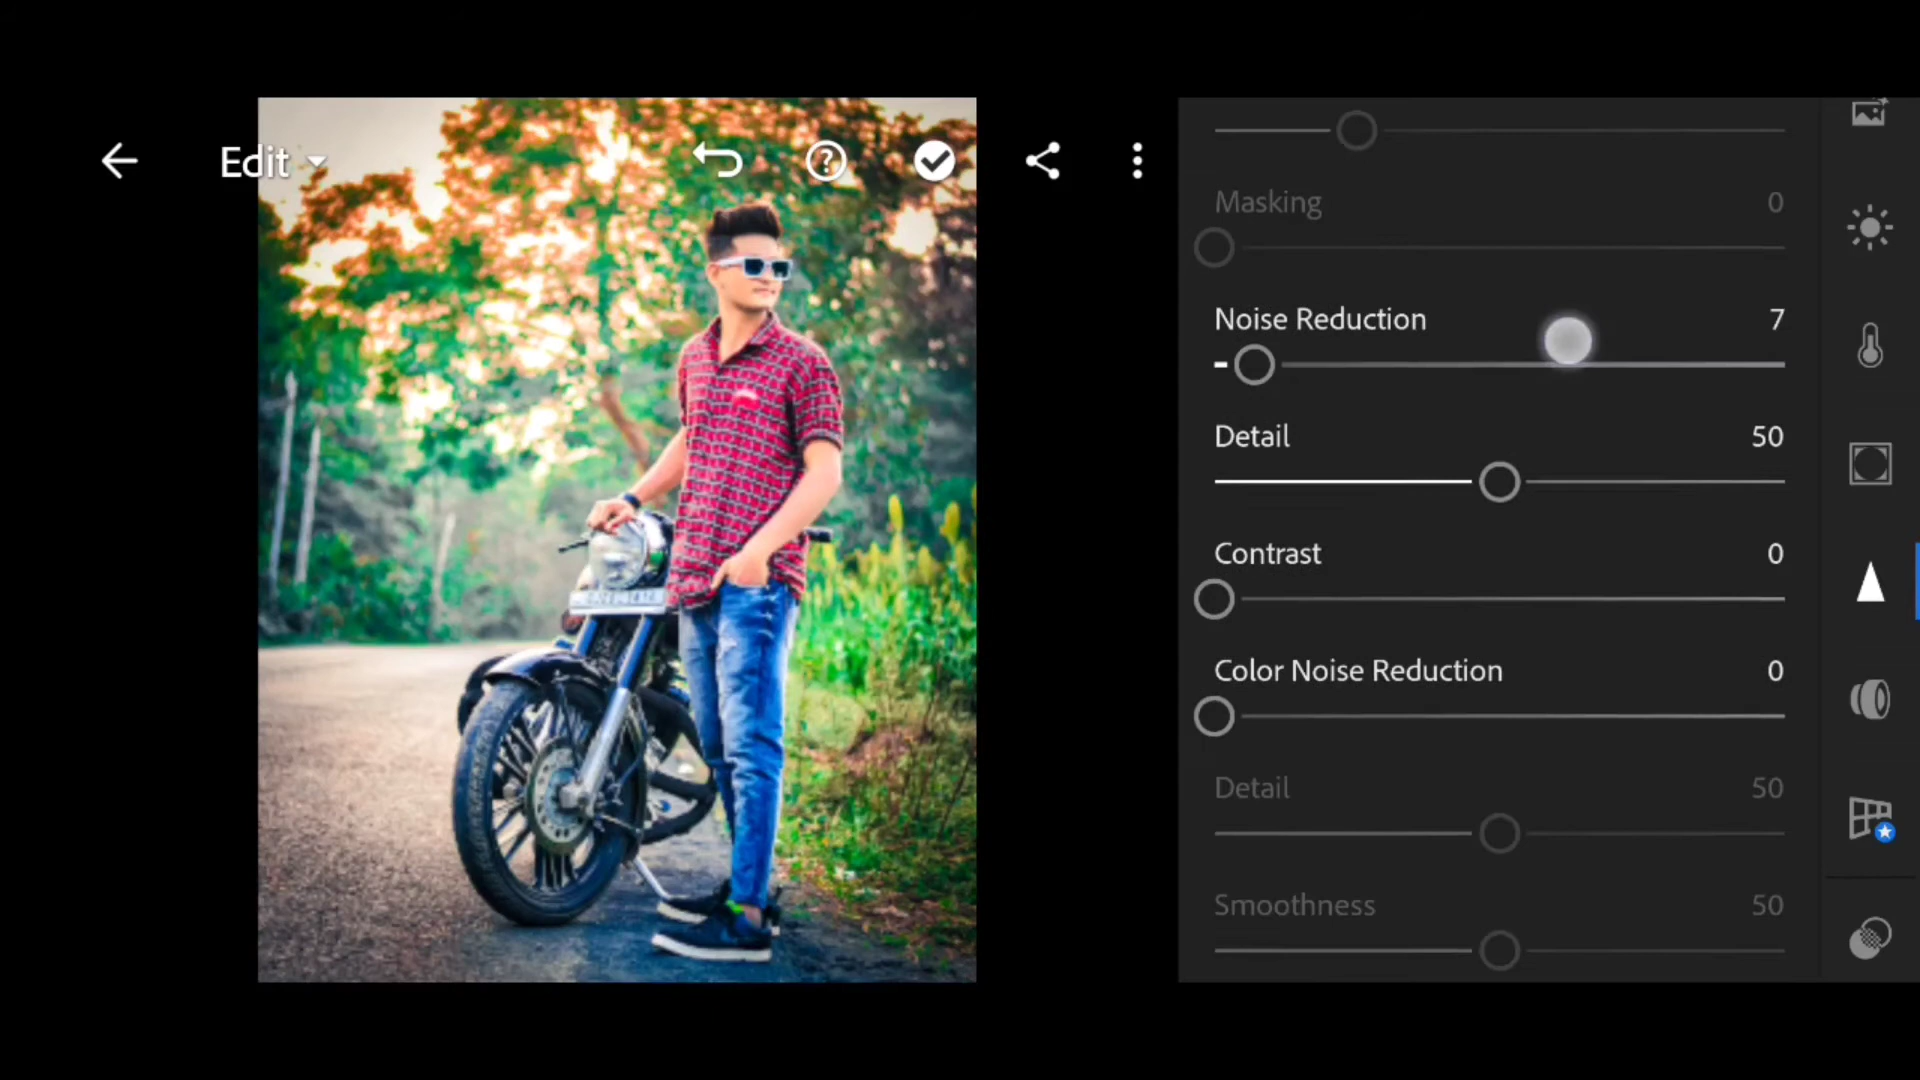 Edit
Masking 0
Noise Reduction 7
Detail 50
Contrast 0
Color Noise Reduction 0
Detail 50
Smoothness 50